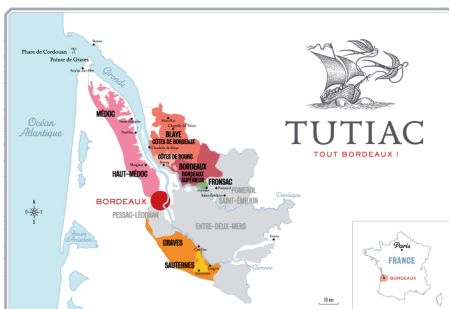 Royan
Phare de Cordouan
Pointe de Graves
Gironde
Océan
Atlantique
MÉDOC
BLAYE
CÔTES DE BORDEAUX
CÔTES DE BOURG
HAUT-MÉDOC
BORDEAUX
BORDEAUX
SUPÉRIEUR
FRONSAC
POMEROL
SAINT-ÉMILION
Dordogne
BORDEAUX
PESSAC-LÉOGNAN
ENTRE-DEUX-MERS
GRAVES
SAUTERNES
Garonne
10 km
TUTIAC
TOUT BORDEAUX !
Paris
FRANCE
BORDEAUX